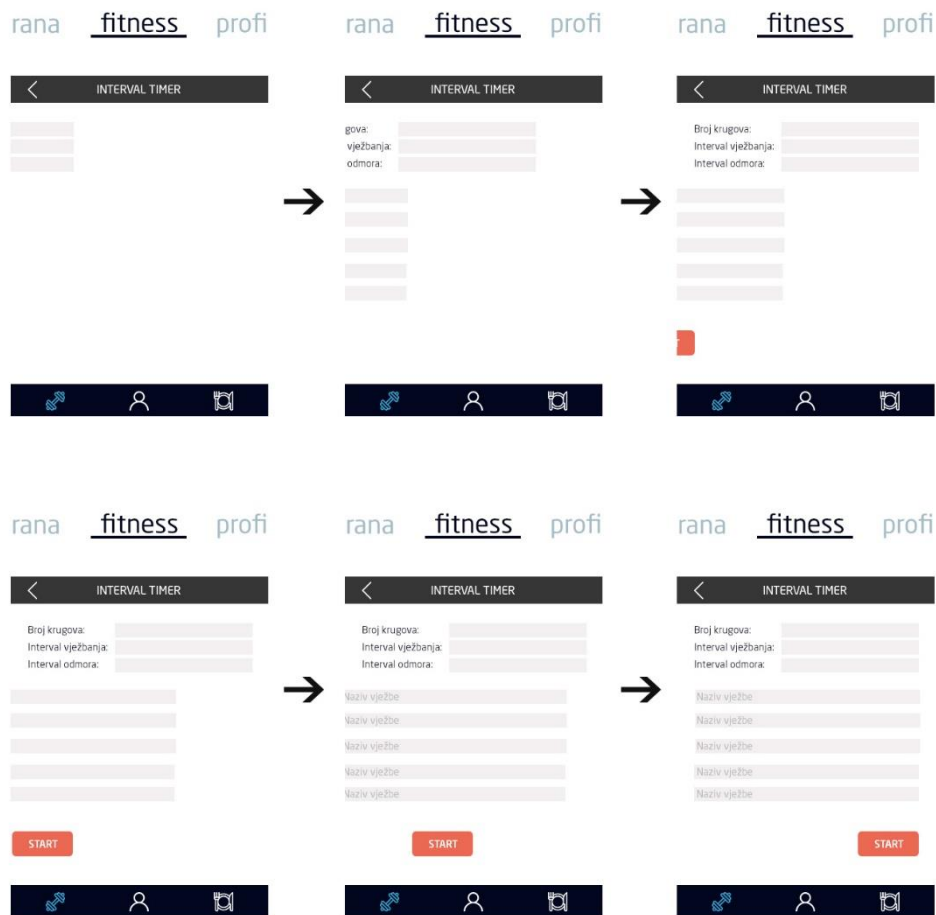 rana fitness profi
INTERVAL TIMER
rana fitness profi
INTERVAL TIMER
gova:
vježbanja:
odmora:
rana fitness profi
INTERVAL TIMER
Broj krugova:
Interval vježbanja:
Interval odmora:
T
rana fitness profi
INTERVAL TIMER
Broj krugova:
Interval vježbanja:
Interval odmora:
START
rana fitness profi
INTERVAL TIMER
Broj krugova:
Interval vježbanja:
Interval odmora:
Naziv vježbe
Naziv vježbe
Naziv vježbe
Naziv vježbe
Naziv vježbe
START
rana fitness profi
INTERVAL TIMER
Broj krugova:
Interval vježbanja:
Interval odmora:
Naziv vježbe
Naziv vježbe
Naziv vježbe
Naziv vježbe
Naziv vježbe
START